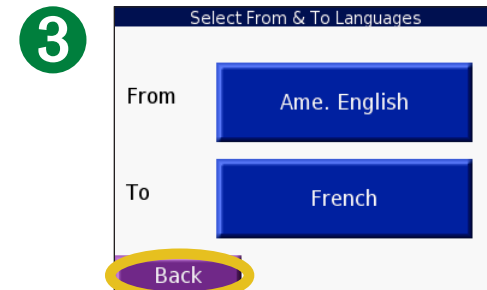 3
Select From & To Languages
From
Ame. English
To
French
Back